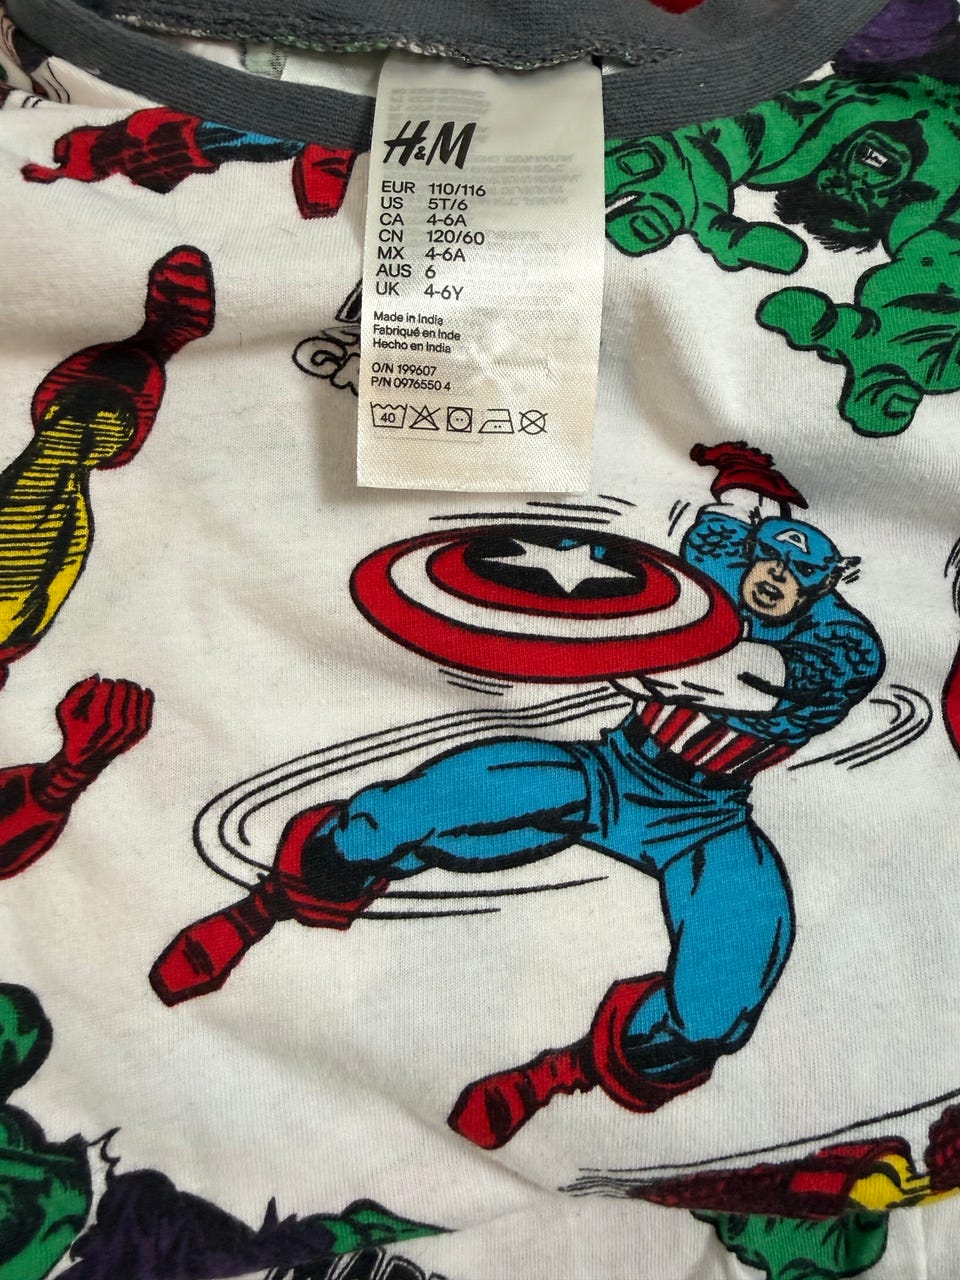 H&M
EUR 110/116
US 5T/6
CA 4-6A
CN 120/60
MX 4-6A
AUS 6
UK 4-6Y
Made in India
Fabriqué en Inde
Hecho en India
O/N 199607
P/N 0976550 4
40
A